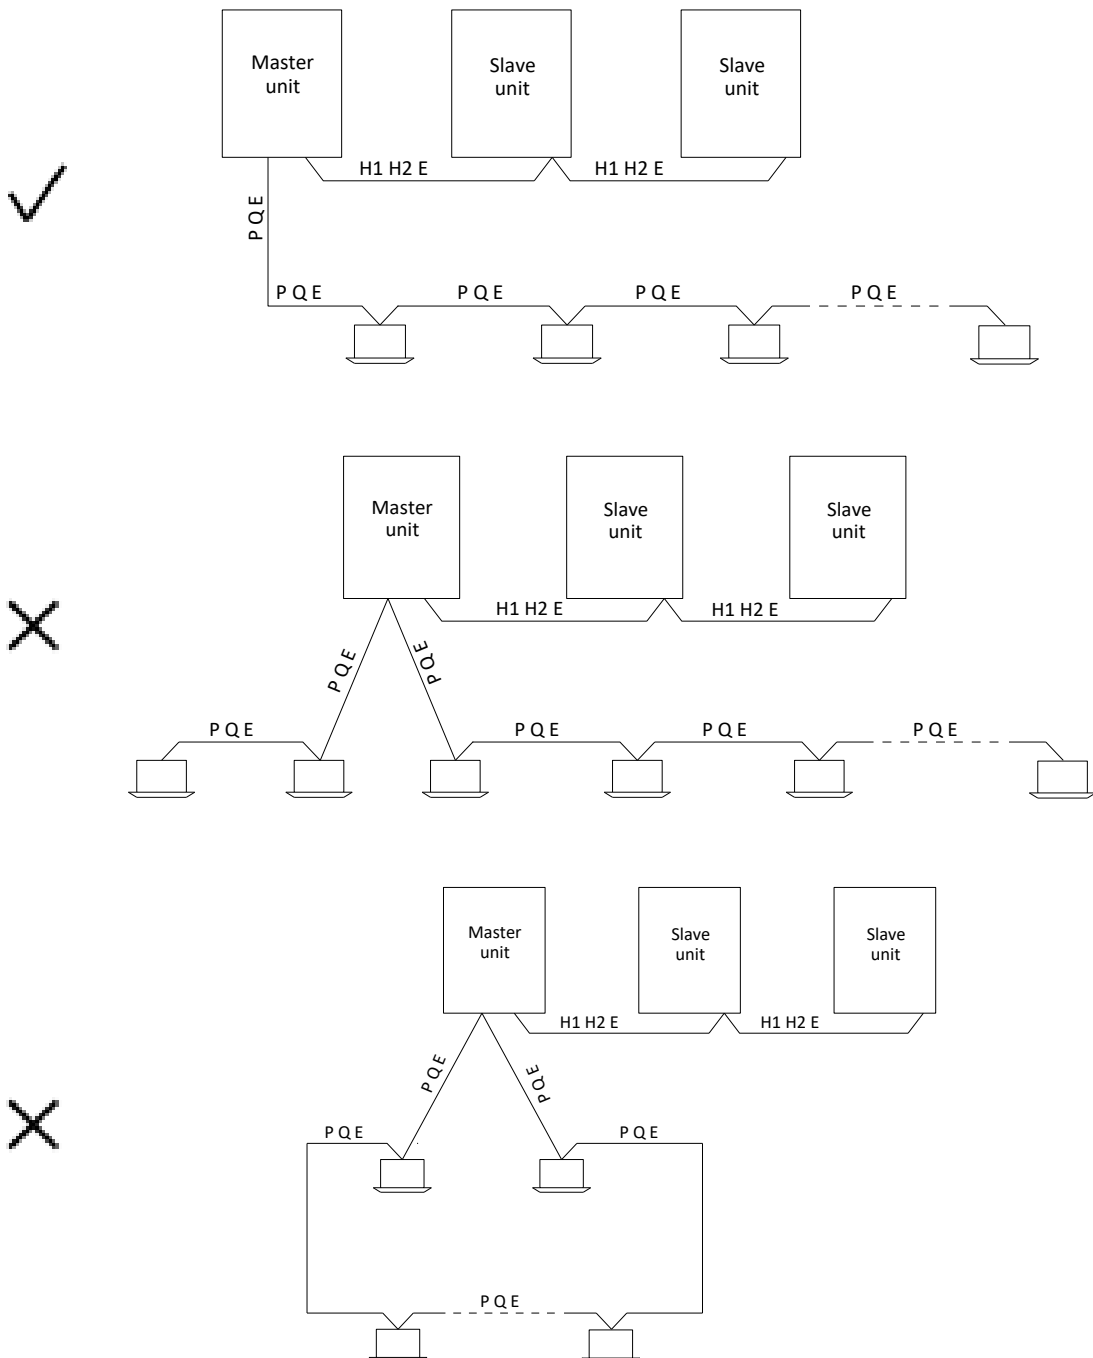 Master
unit
Slave
unit
Slave
unit
H1 H2 E
H1 H2 E
P Q E
P Q E
P Q E
P Q E
P Q E
Master
unit
Slave
unit
Slave
unit
H1 H2 E
H1 H2 E
P Q E
P Q E
P Q E
P Q E
P Q E
P Q E
Master
unit
Slave
unit
Slave
unit
H1 H2 E
H1 H2 E
P Q E
P Q E
P Q E
P Q E
P Q E